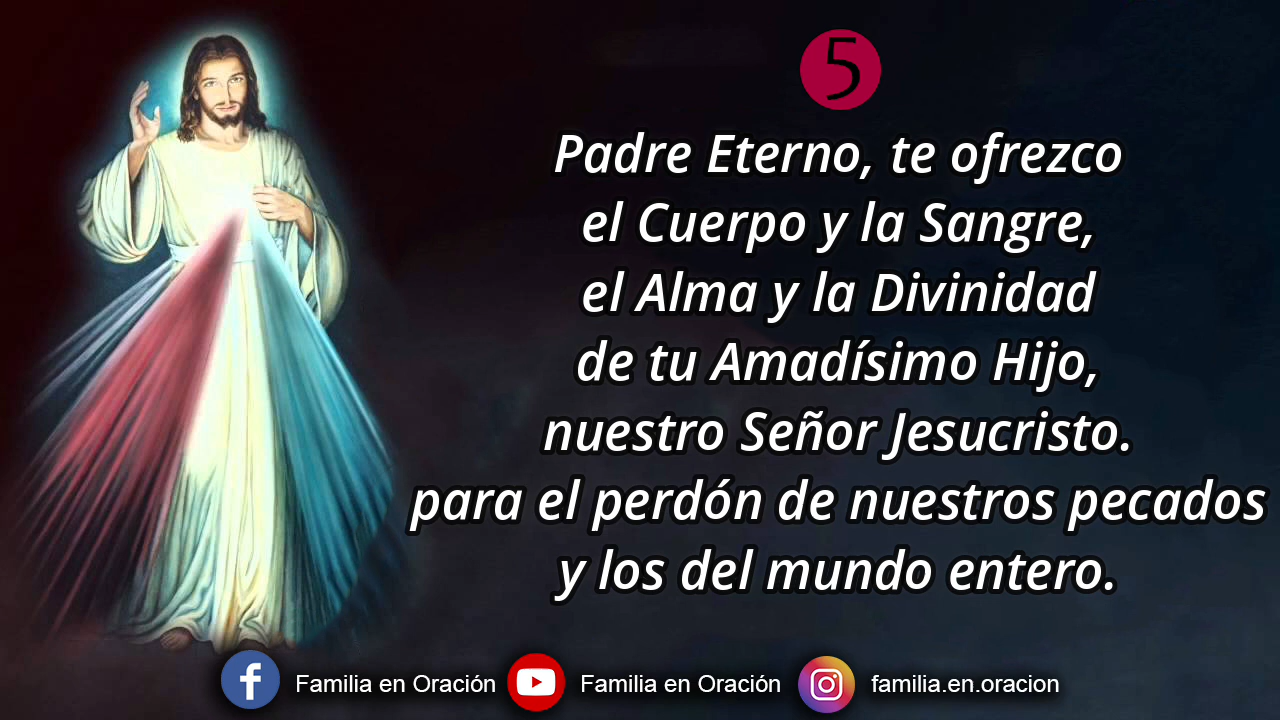 5
Padre Eterno, te ofrezco
el Cuerpo y la Sangre,
el Alma y la Divinidad
de tu Amadísimo Hijo,
nuestro Señor Jesucristo.
para el perdón de nuestros pecados
y los del mundo entero.
Familia en Oración Familia en Oración familia.en.oracion